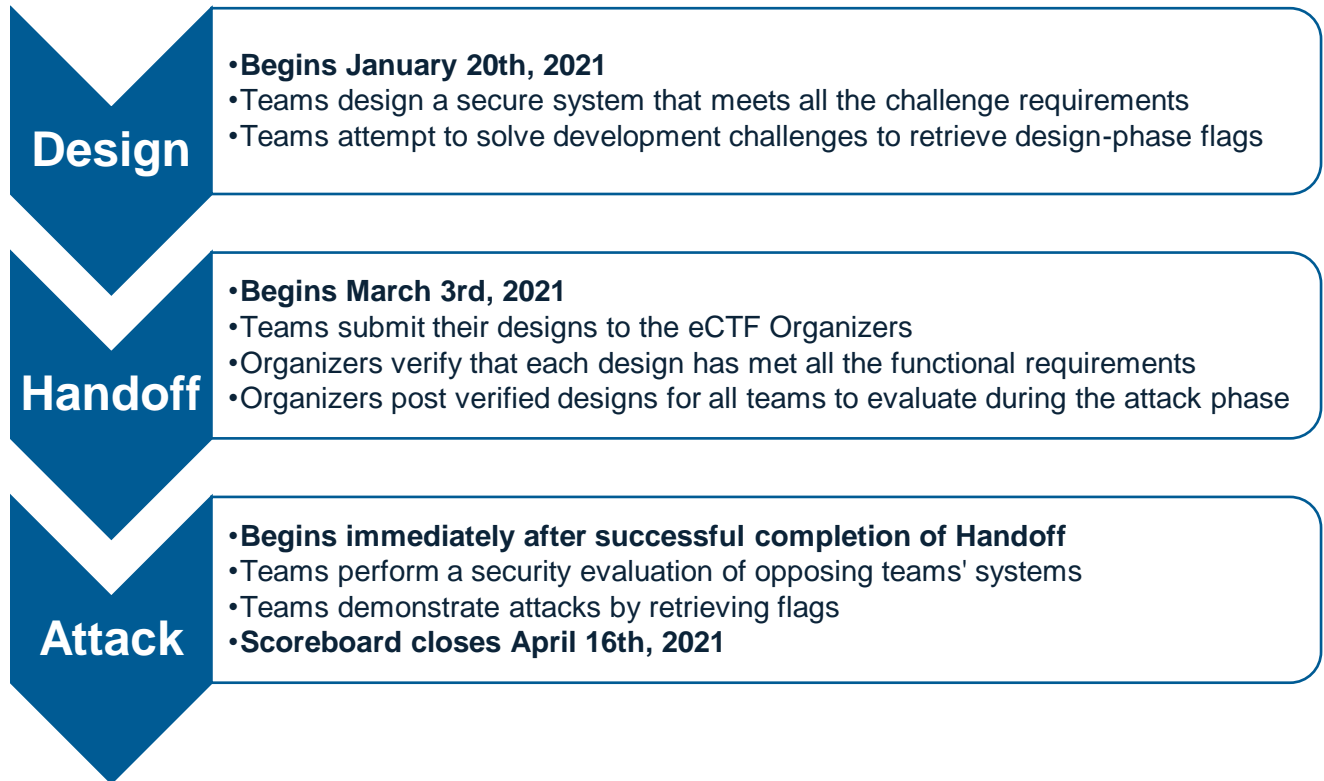 Design
•Begins January 20th, 2021
•Teams design a secure system that meets all the challenge requirements
•Teams attempt to solve development challenges to retrieve design-phase flags
Handoff
•Begins March 3rd, 2021
•Teams submit their designs to the eCTF Organizers
•Organizers verify that each design has met all the functional requirements
•Organizers post verified designs for all teams to evaluate during the attack phase
Attack
•Begins immediately after successful completion of Handoff
•Teams perform a security evaluation of opposing teams' systems
•Teams demonstrate attacks by retrieving flags
•Scoreboard closes April 16th, 2021